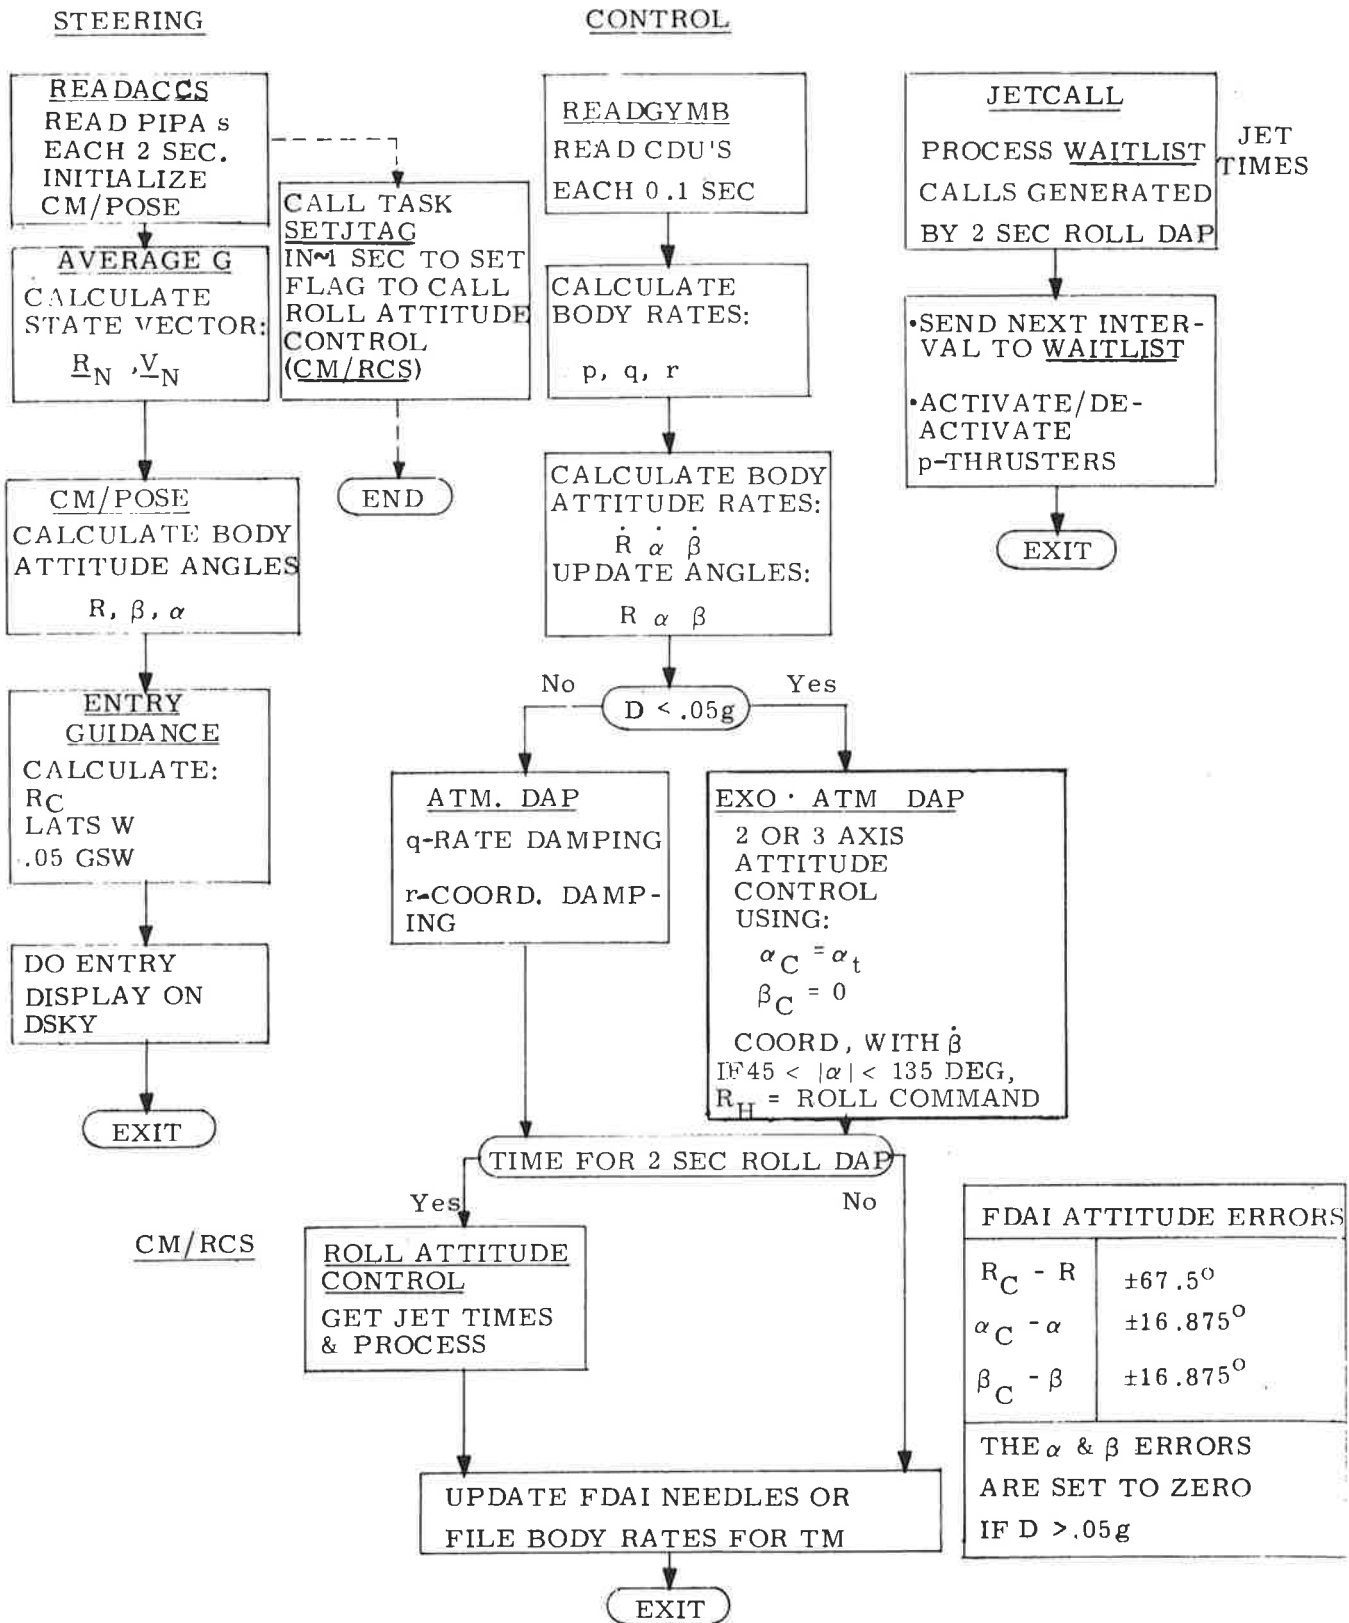 STEERING
READACCS
READ PIPA s
EACH 2 SEC.
INITIALIZE
CM/POSE
AVERAGE G
CALCULATE
STATE VECTOR:
R_N , V_N
CM/POSE
CALCULATE BODY
ATTITUDE ANGLES
R, β, α
ENTRY
GUIDANCE
CALCULATE:
R_C
LATS W
.05 GSW
DO ENTRY
DISPLAY ON
DSKY
EXIT
CALL TASK
SETJTAG
IN~1 SEC TO SET
FLAG TO CALL
ROLL ATTITUDE
CONTROL
(CM/RCS)
END
CONTROL
READGYMB
READ CDU'S
EACH 0.1 SEC
CALCULATE
BODY RATES:
p, q, r
CALCULATE BODY
ATTITUDE RATES:
Ṙ α̇ β̇
UPDATE ANGLES:
R α β
No
D < .05g
Yes
ATM. DAP
q-RATE DAMPING
r-COORD. DAMP-
ING
EXO · ATM DAP
2 OR 3 AXIS
ATTITUDE
CONTROL
USING:
α_C = α_t
β_C = 0
COORD, WITH β̇
IF 45 < |α| < 135 DEG,
R_H = ROLL COMMAND
TIME FOR 2 SEC ROLL DAP
Yes
No
CM/RCS
ROLL ATTITUDE
CONTROL
GET JET TIMES
& PROCESS
UPDATE FDAI NEEDLES OR
FILE BODY RATES FOR TM
EXIT
JETCALL
PROCESS WAITLIST
CALLS GENERATED
BY 2 SEC ROLL DAP
JET
TIMES
•SEND NEXT INTER-
VAL TO WAITLIST
•ACTIVATE/DE-
ACTIVATE
p-THRUSTERS
EXIT
FDAI ATTITUDE ERRORS
R_C - R ±67.5°
α_C - α ±16.875°
β_C - β ±16.875°
THE α & β ERRORS
ARE SET TO ZERO
IF D >.05g